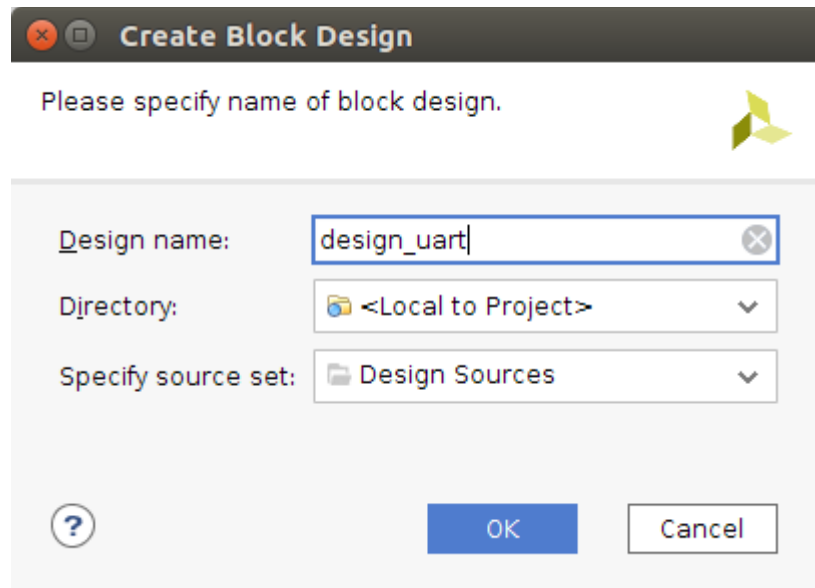 Create Block Design
Please specify name of block design.
Design name: design_uart
Directory: <Local to Project>
Specify source set: Design Sources
? OK Cancel